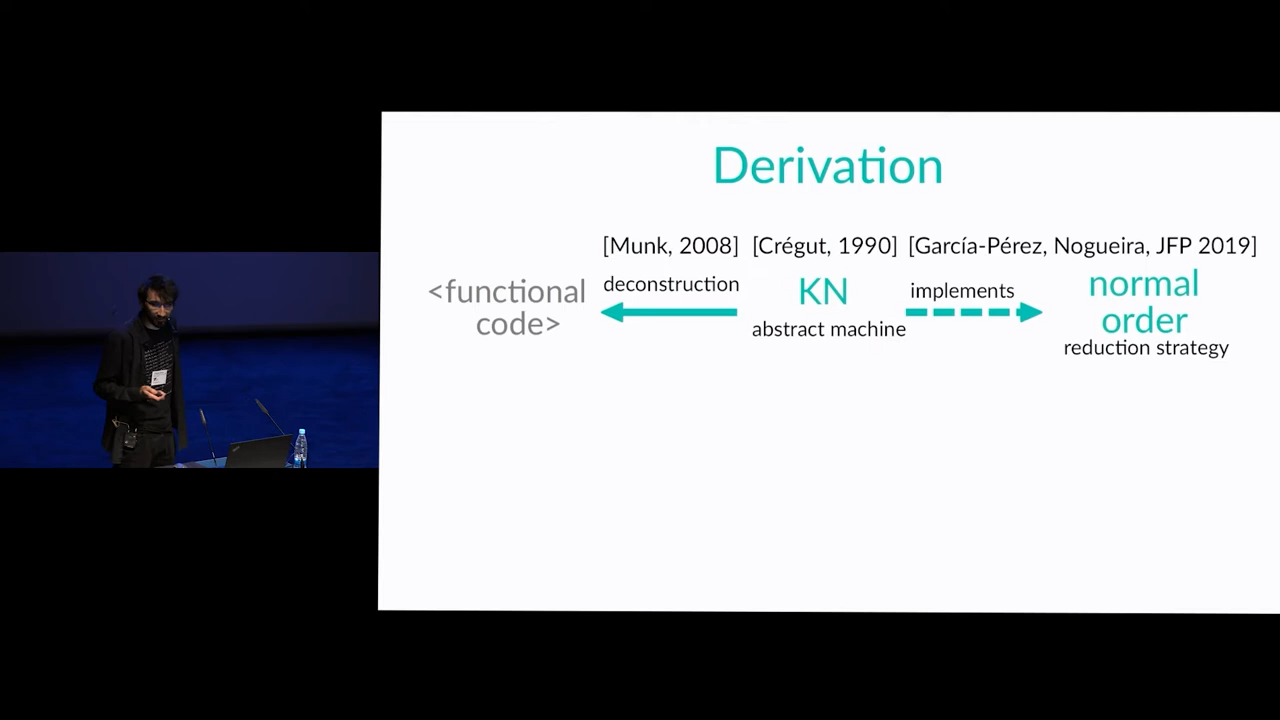 Derivation
[Munk, 2008] [Crégut, 1990] [García-Pérez, Nogueira, JFP 2019]
<functional
code>
deconstruction
KN
abstract machine
implements
normal
order
reduction strategy